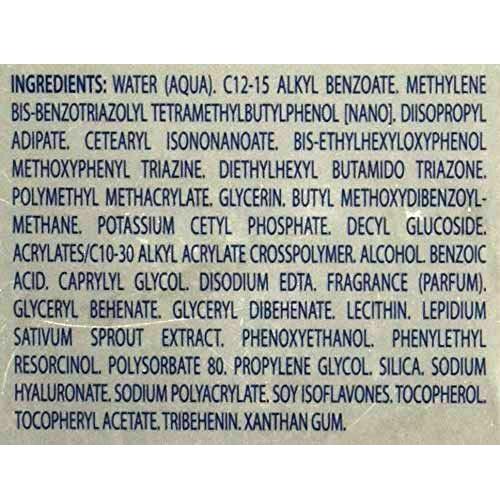 INGREDIENTS: WATER (AQUA). C12-15 ALKYL BENZOATE. METHYLENE
BIS-BENZOTRIAZOLYL TETRAMETHYLBUTYLPHENOL [NANO]. DIISOPROPYL
ADIPATE. CETEARYL ISONONANOATE. BIS-ETHYLHEXYLOXYPHENOL
METHOXYPHENYL TRIAZINE. DIETHYLHEXYL BUTAMIDO TRIAZONE.
POLYMETHYL METHACRYLATE. GLYCERIN. BUTYL METHOXYDIBENZOYL-
METHANE. POTASSIUM CETYL PHOSPHATE. DECYL GLUCOSIDE.
ACRYLATES/C10-30 ALKYL ACRYLATE CROSSPOLYMER. ALCOHOL. BENZOIC
ACID. CAPRYLYL GLYCOL. DISODIUM EDTA. FRAGRANCE (PARFUM).
GLYCERYL BEHENATE. GLYCERYL DIBEHENATE. LECITHIN. LEPIDIUM
SATIVUM SPROUT EXTRACT. PHENOXYETHANOL. PHENYLETHYL
RESORCINOL. POLYSORBATE 80. PROPYLENE GLYCOL. SILICA. SODIUM
HYALURONATE. SODIUM POLYACRYLATE. SOY ISOFLAVONES. TOCOPHEROL.
TOCOPHERYL ACETATE. TRIBEHENIN. XANTHAN GUM.